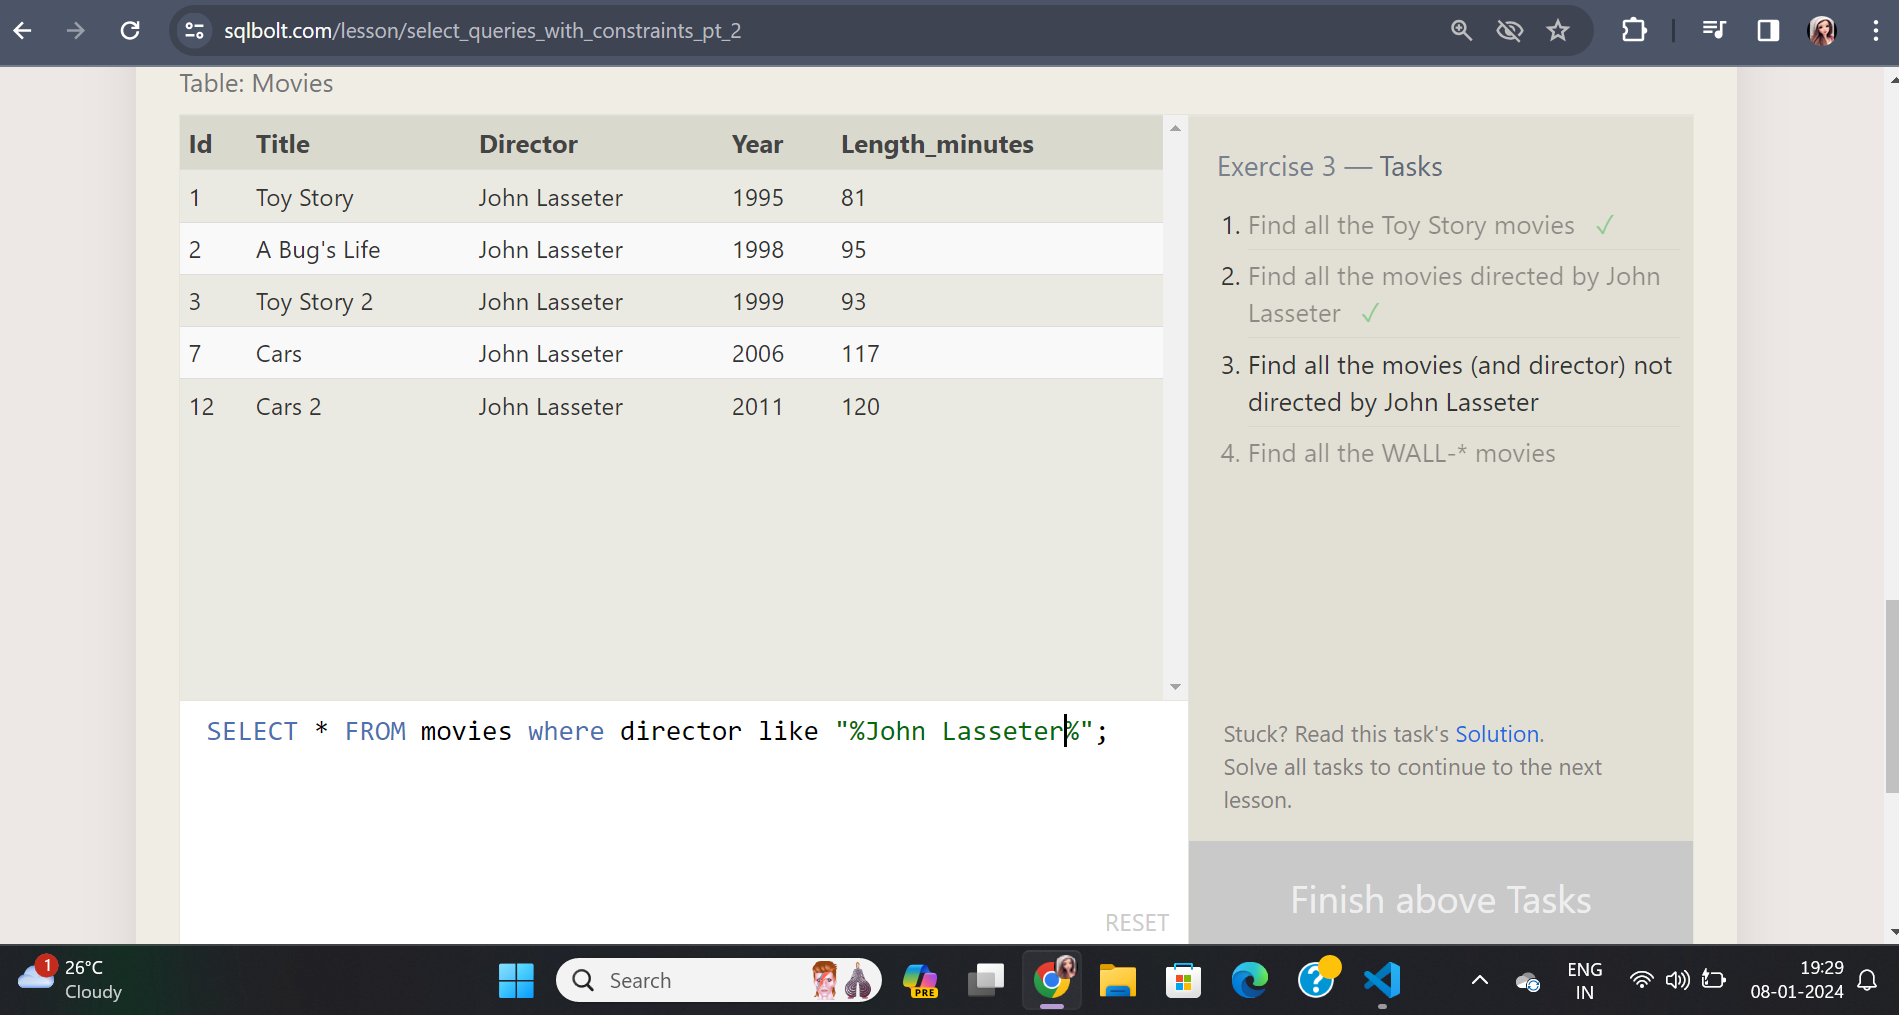 sqlbolt.com/lesson/select_queries_with_constraints_pt_2
Table: Movies
Id Title Director Year Length_minutes
1 Toy Story John Lasseter 1995 81
2 A Bug's Life John Lasseter 1998 95
3 Toy Story 2 John Lasseter 1999 93
7 Cars John Lasseter 2006 117
12 Cars 2 John Lasseter 2011 120
SELECT * FROM movies where director like "%John Lasseter%";
RESET
Exercise 3 — Tasks
1. Find all the Toy Story movies ✓
2. Find all the movies directed by John
Lasseter ✓
3. Find all the movies (and director) not
directed by John Lasseter
4. Find all the WALL-* movies
Stuck? Read this task's Solution.
Solve all tasks to continue to the next
lesson.
Finish above Tasks
1
26°C
Cloudy
Search
PRE
ENG
IN
19:29
08-01-2024